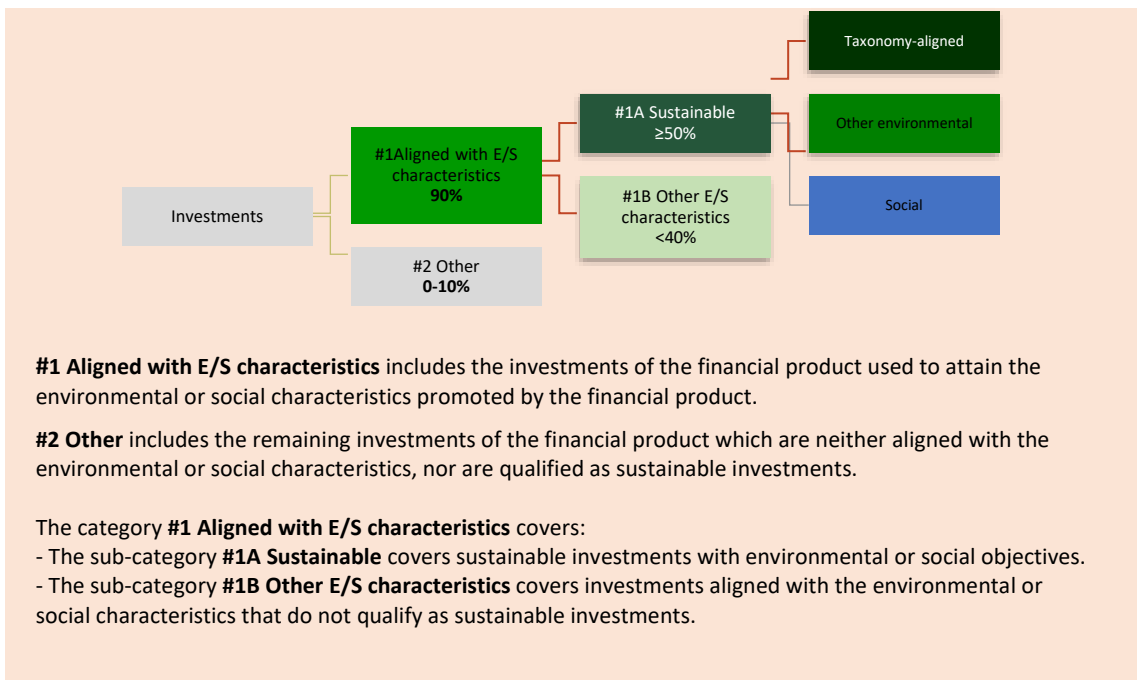 Taxonomy-aligned
#1A Sustainable
≥50%
Other environmental
#1Aligned with E/S
characteristics
90%
#1B Other E/S
characteristics
<40%
Social
Investments
#2 Other
0-10%
#1 Aligned with E/S characteristics includes the investments of the financial product used to attain the
environmental or social characteristics promoted by the financial product.
#2 Other includes the remaining investments of the financial product which are neither aligned with the
environmental or social characteristics, nor are qualified as sustainable investments.
The category #1 Aligned with E/S characteristics covers:
- The sub-category #1A Sustainable covers sustainable investments with environmental or social objectives.
- The sub-category #1B Other E/S characteristics covers investments aligned with the environmental or
social characteristics that do not qualify as sustainable investments.